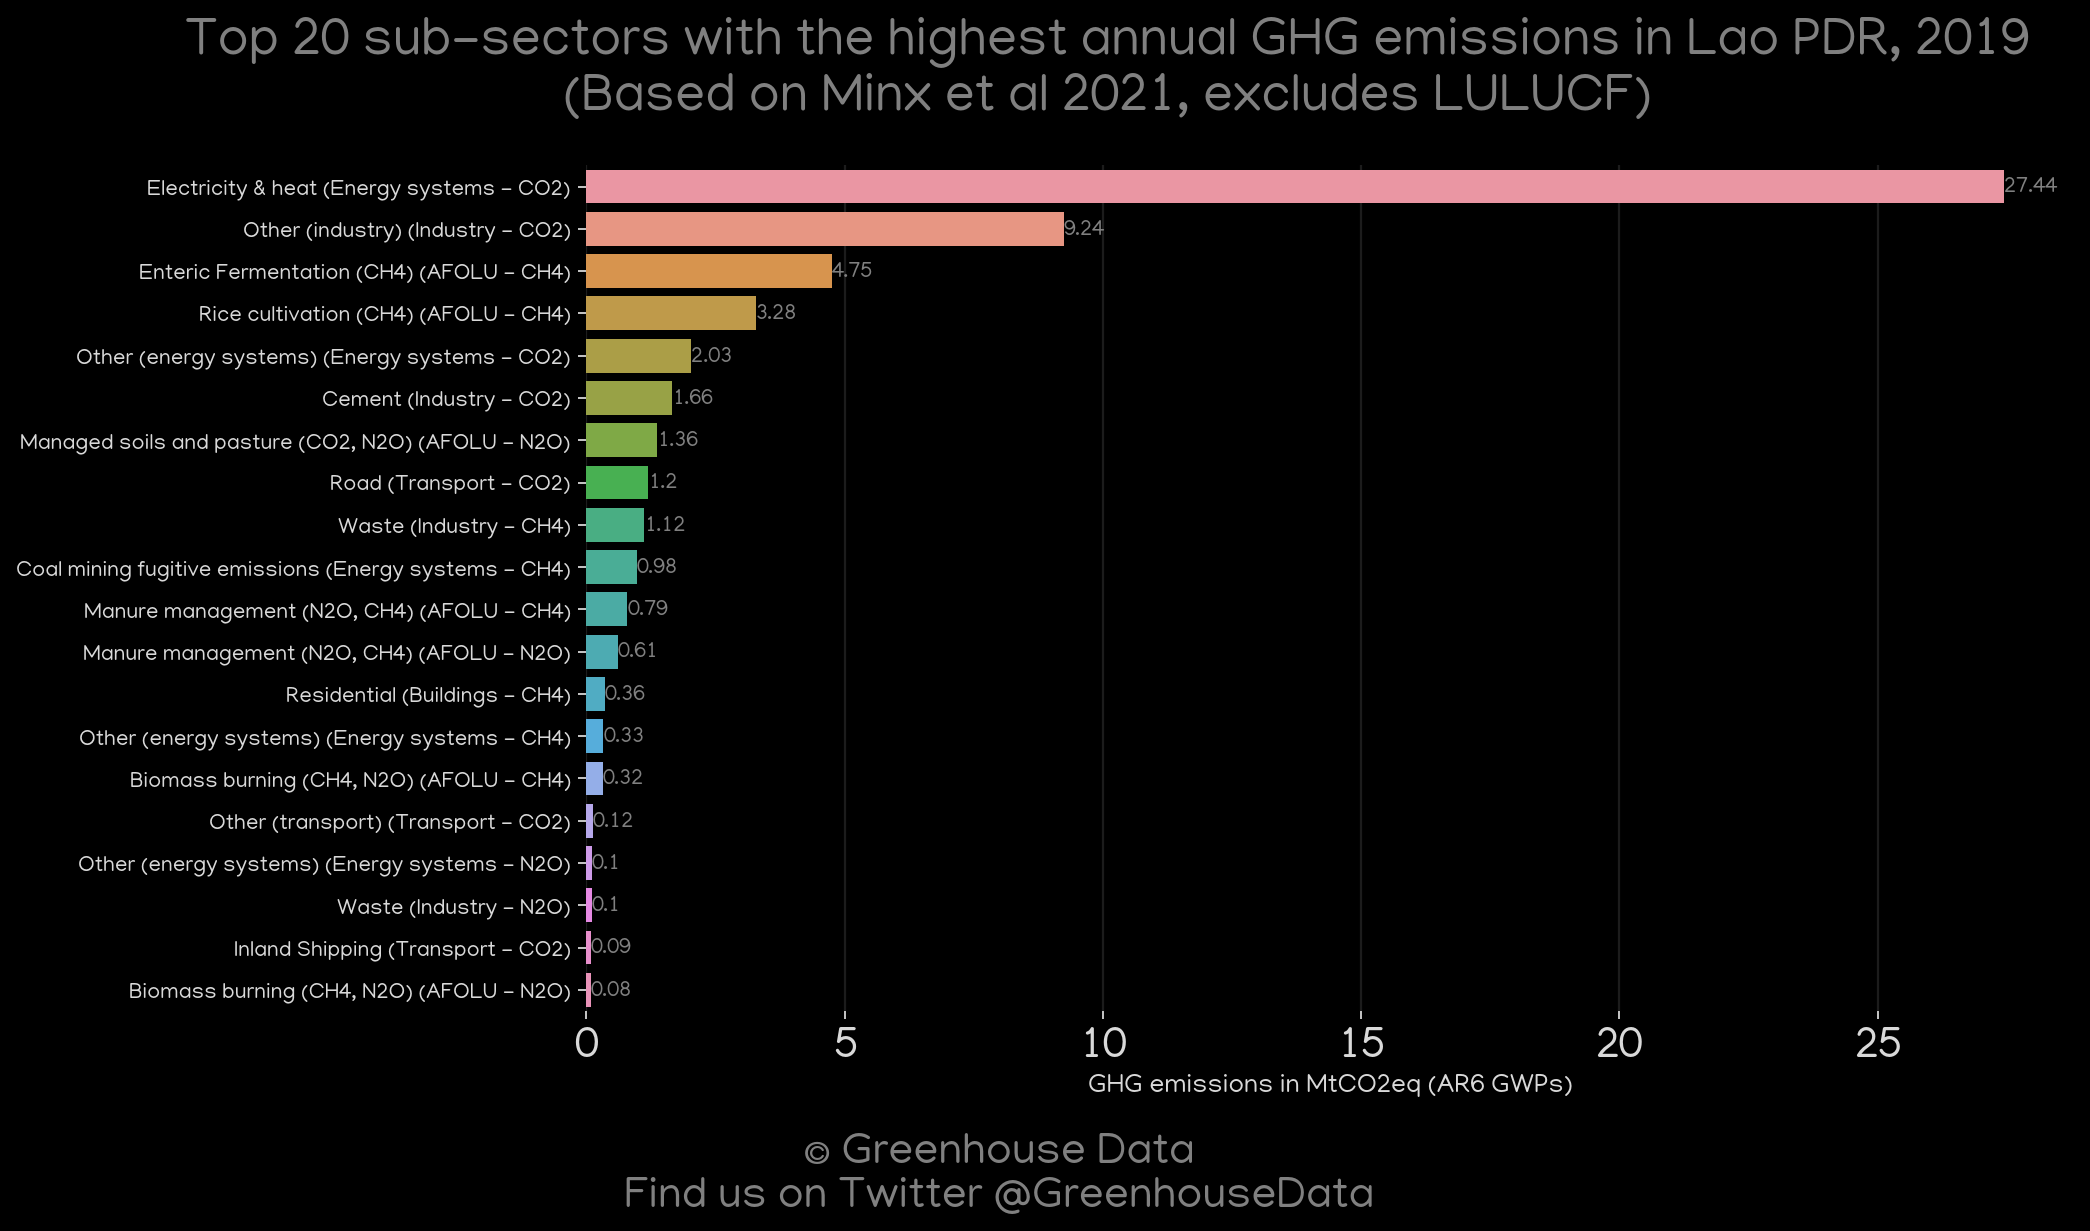 Top 20 sub-sectors with the highest annual GHG emissions in Lao PDR, 2019
(Based on Minx et al 2021, excludes LULUCF)
Electricity & heat (Energy systems - CO2) 27.44
Other (industry) (Industry - CO2) 9.24
Enteric Fermentation (CH4) (AFOLU - CH4) 4.75
Rice cultivation (CH4) (AFOLU - CH4) 3.28
Other (energy systems) (Energy systems - CO2) 2.03
Cement (Industry - CO2) 1.66
Managed soils and pasture (CO2, N2O) (AFOLU - N2O) 1.36
Road (Transport - CO2) 1.2
Waste (Industry - CH4) 1.12
Coal mining fugitive emissions (Energy systems - CH4) 0.98
Manure management (N2O, CH4) (AFOLU - CH4) 0.79
Manure management (N2O, CH4) (AFOLU - N2O) 0.61
Residential (Buildings - CH4) 0.36
Other (energy systems) (Energy systems - CH4) 0.33
Biomass burning (CH4, N2O) (AFOLU - CH4) 0.32
Other (transport) (Transport - CO2) 0.12
Other (energy systems) (Energy systems - N2O) 0.1
Waste (Industry - N2O) 0.1
Inland Shipping (Transport - CO2) 0.09
Biomass burning (CH4, N2O) (AFOLU - N2O) 0.08
0 5 10 15 20 25
GHG emissions in MtCO2eq (AR6 GWPs)
© Greenhouse Data
Find us on Twitter @GreenhouseData